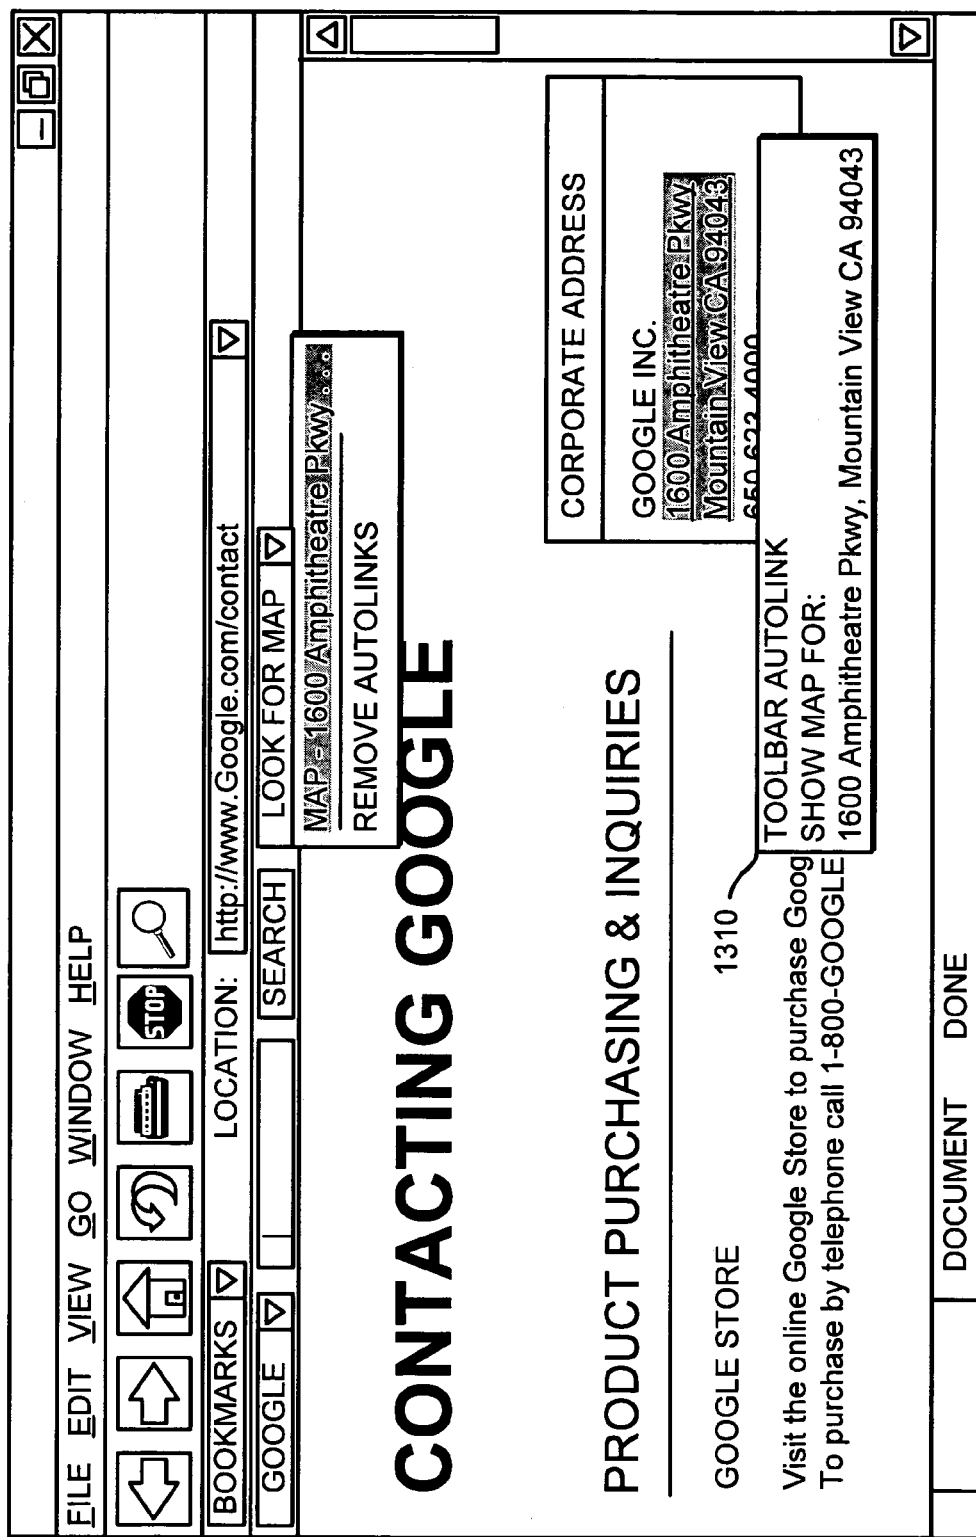 FILE EDIT VIEW GO WINDOW HELP
STOP
BOOKMARKS LOCATION: http://www.Google.com/contact
GOOGLE SEARCH LOOK FOR MAP
MAP - 1600 Amphitheatre Pkwy ...
REMOVE AUTOLINKS
CONTACTING GOOGLE
CORPORATE ADDRESS
GOOGLE INC.
1600 Amphitheatre Pkwy
Mountain View CA 94043
650 623 4000
PRODUCT PURCHASING & INQUIRIES
GOOGLE STORE
1310
Visit the online Google Store to purchase Goog
To purchase by telephone call 1-800-GOOGLE
TOOLBAR AUTOLINK
SHOW MAP FOR:
1600 Amphitheatre Pkwy, Mountain View CA 94043
DOCUMENT DONE